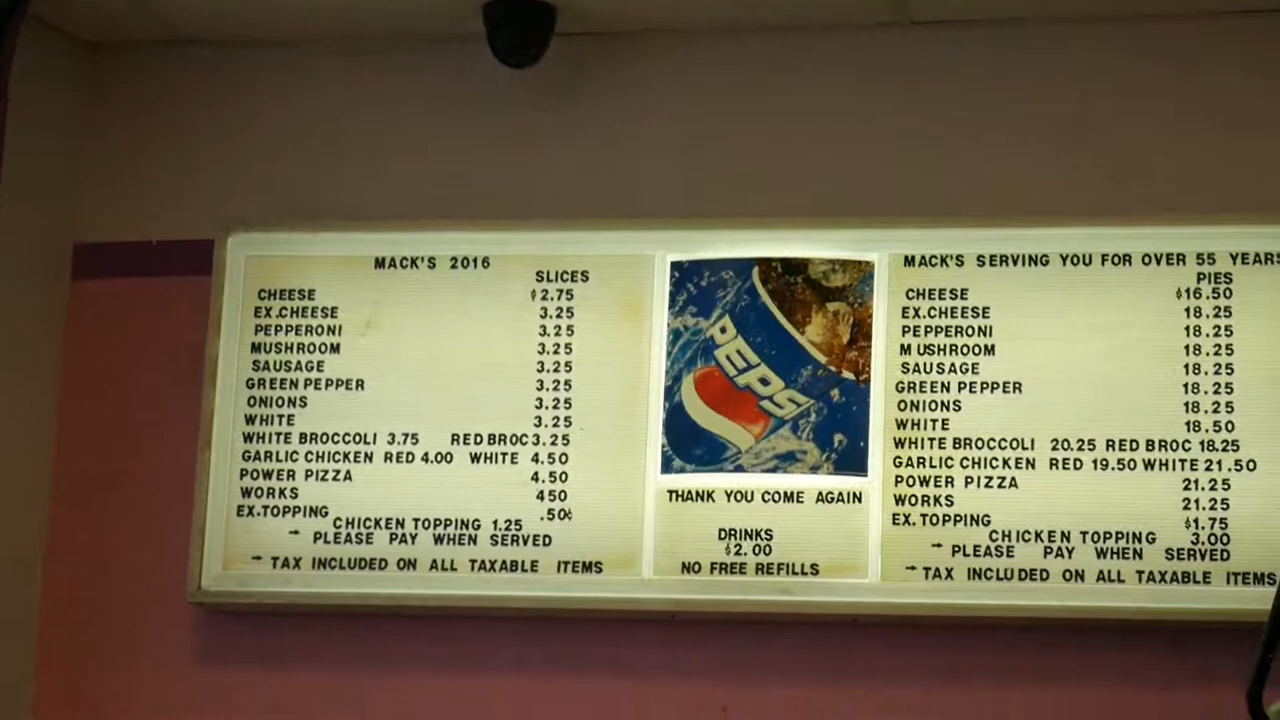 MACK'S 2016
SLICES
CHEESE $2.75
EX.CHEESE 3.25
PEPPERONI 3.25
MUSHROOM 3.25
SAUSAGE 3.25
GREEN PEPPER 3.25
ONIONS 3.25
WHITE 3.25
WHITE BROCCOLI 3.75 RED BROC 3.25
GARLIC CHICKEN RED 4.00 WHITE 4.50
POWER PIZZA 4.50
WORKS 450
EX.TOPPING .50¢
CHICKEN TOPPING 1.25
→ PLEASE PAY WHEN SERVED
→ TAX INCLUDED ON ALL TAXABLE ITEMS
PEPSI
THANK YOU COME AGAIN
DRINKS
$2.00
NO FREE REFILLS
MACK'S SERVING YOU FOR OVER 55 YEARS
PIES
CHEESE $16.50
EX.CHEESE 18.25
PEPPERONI 18.25
MUSHROOM 18.25
SAUSAGE 18.25
GREEN PEPPER 18.25
ONIONS 18.25
WHITE 18.50
WHITE BROCCOLI 20.25 RED BROC 18.25
GARLIC CHICKEN RED 19.50 WHITE 21.50
POWER PIZZA 21.25
WORKS 21.25
EX. TOPPING $1.75
CHICKEN TOPPING 3.00
→ PLEASE PAY WHEN SERVED
→ TAX INCLUDED ON ALL TAXABLE ITEMS